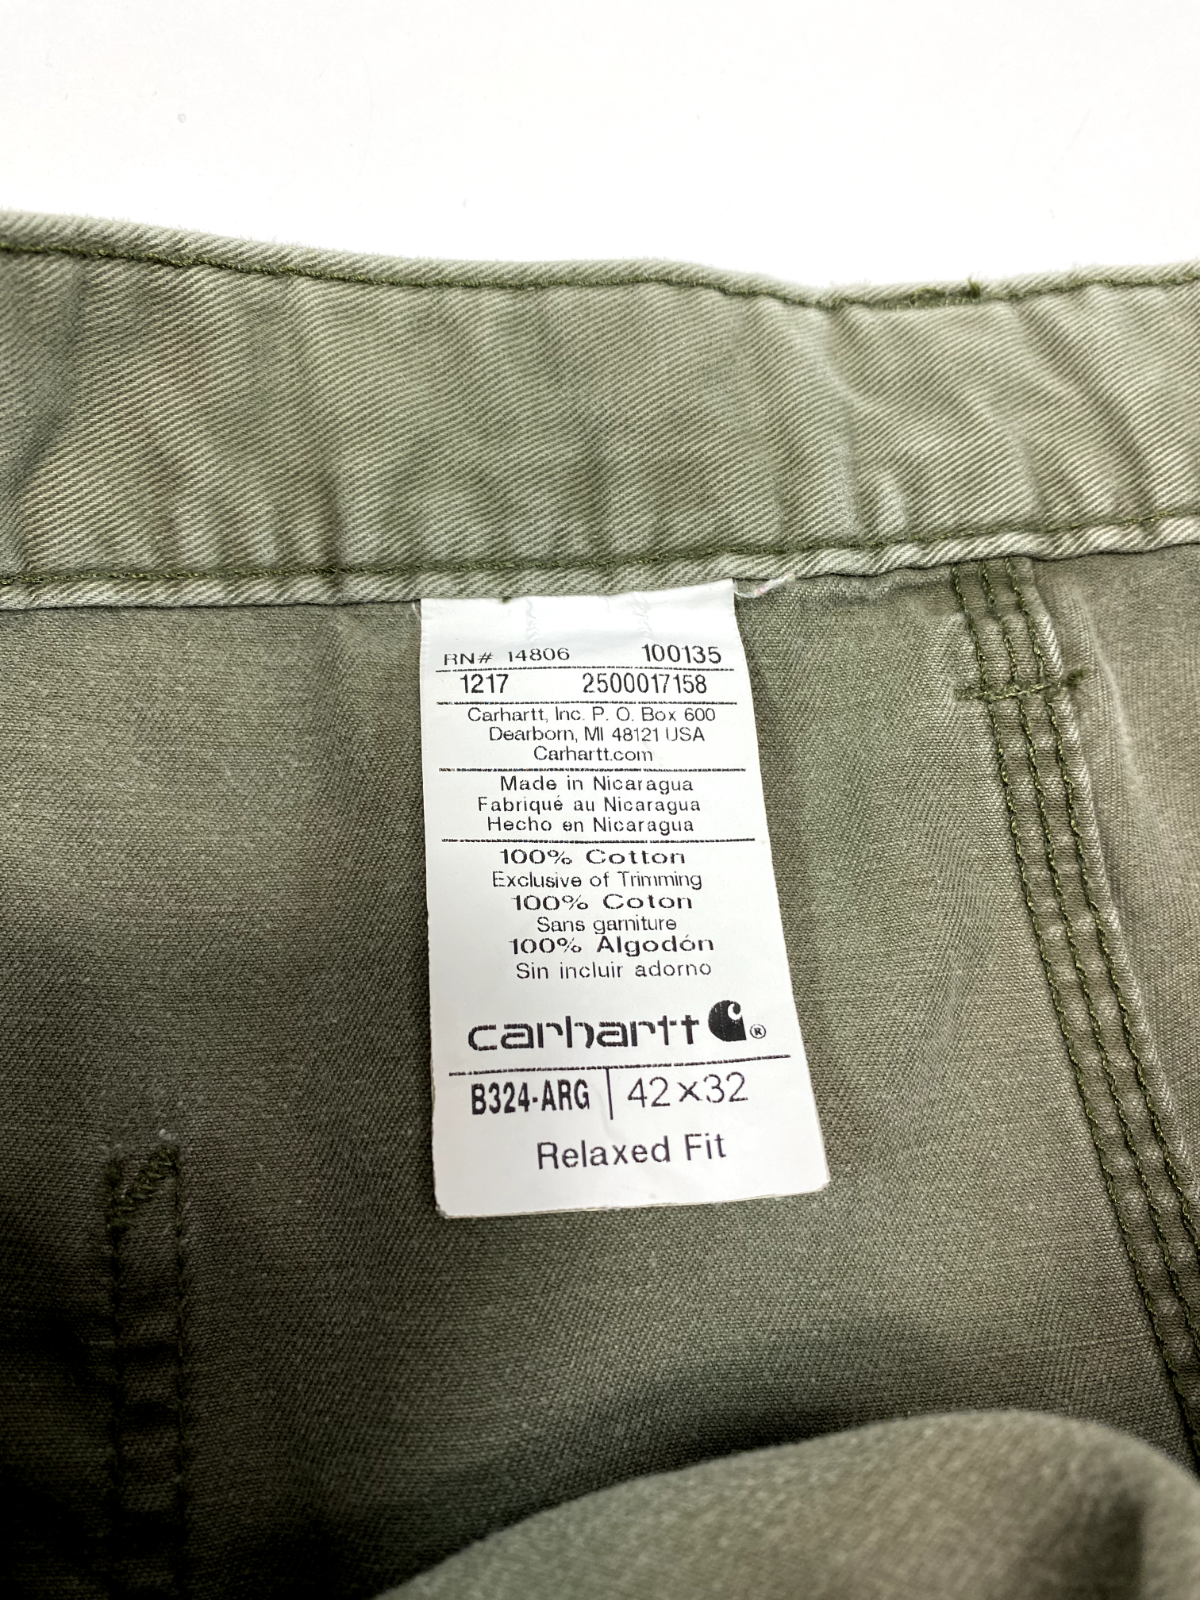 RN# 14806 100135
1217 2500017158
Carhartt, Inc. P. O. Box 600
Dearborn, MI 48121 USA
Carhartt.com
Made in Nicaragua
Fabriqué au Nicaragua
Hecho en Nicaragua
100% Cotton
Exclusive of Trimming
100% Coton
Sans garniture
100% Algodón
Sin incluir adorno
carhartt ®
B324-ARG | 42×32
Relaxed Fit